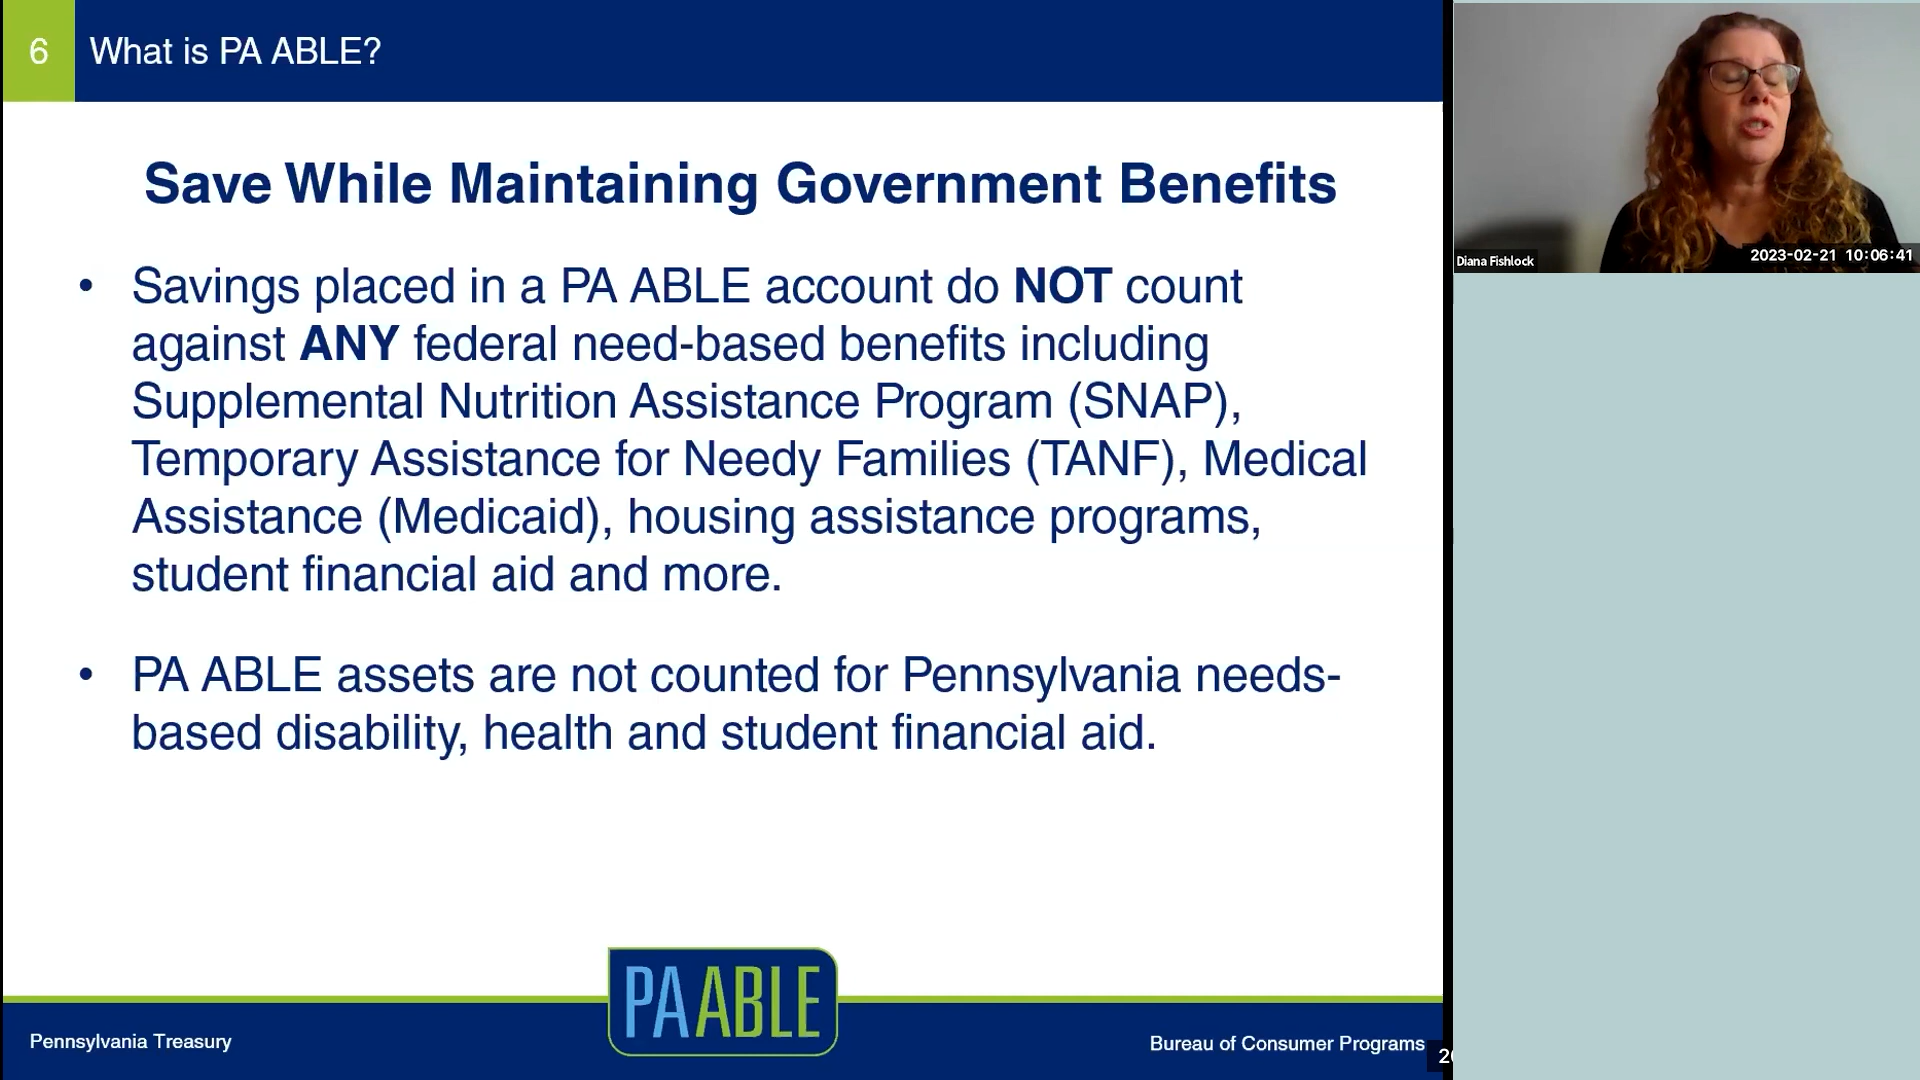 6
What is PA ABLE?
Save While Maintaining Government Benefits
• Savings placed in a PA ABLE account do NOT count
against ANY federal need-based benefits including
Supplemental Nutrition Assistance Program (SNAP),
Temporary Assistance for Needy Families (TANF), Medical
Assistance (Medicaid), housing assistance programs,
student financial aid and more.
• PA ABLE assets are not counted for Pennsylvania needs-
based disability, health and student financial aid.
PA ABLE
Pennsylvania Treasury
Bureau of Consumer Programs
Diana Fishlock
2023-02-21 10:06:41